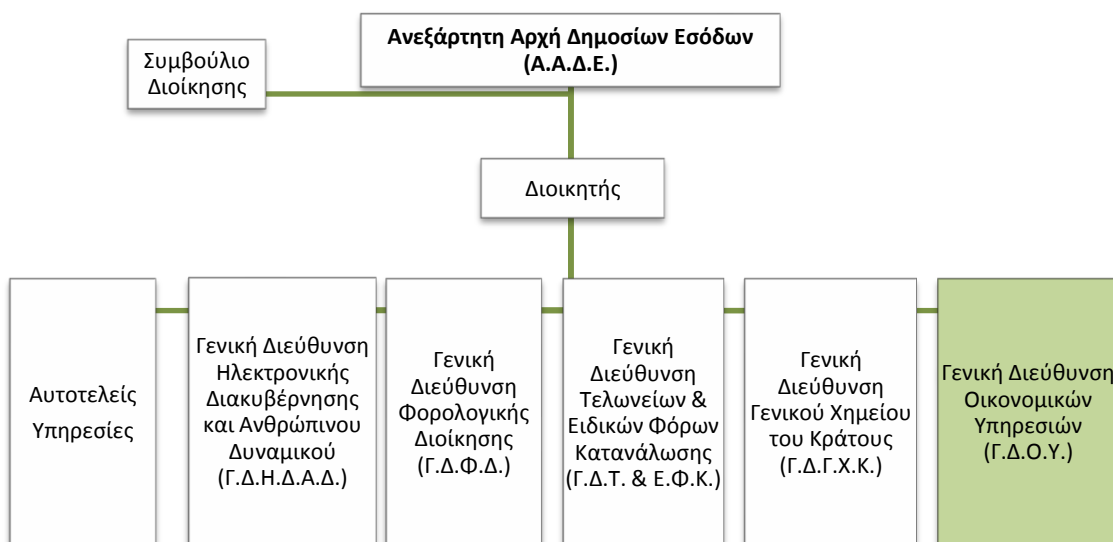 Ανεξάρτητη Αρχή Δημοσίων Εσόδων
(Α.Α.Δ.Ε.)
Συμβούλιο
Διοίκησης
Διοικητής
Αυτοτελείς
Υπηρεσίες
Γενική Διεύθυνση
Ηλεκτρονικής
Διακυβέρνησης
και Ανθρώπινου
Δυναμικού
(Γ.Δ.Η.Δ.Α.Δ.)
Γενική
Διεύθυνση
Φορολογικής
Διοίκησης
(Γ.Δ.Φ.Δ.)
Γενική
Διεύθυνση
Τελωνείων &
Ειδικών Φόρων
Κατανάλωσης
(Γ.Δ.Τ. & Ε.Φ.Κ.)
Γενική
Διεύθυνση
Γενικού Χημείου
του Κράτους
(Γ.Δ.Γ.Χ.Κ.)
Γενική Διεύθυνση
Οικονομικών
Υπηρεσιών
(Γ.Δ.Ο.Υ.)